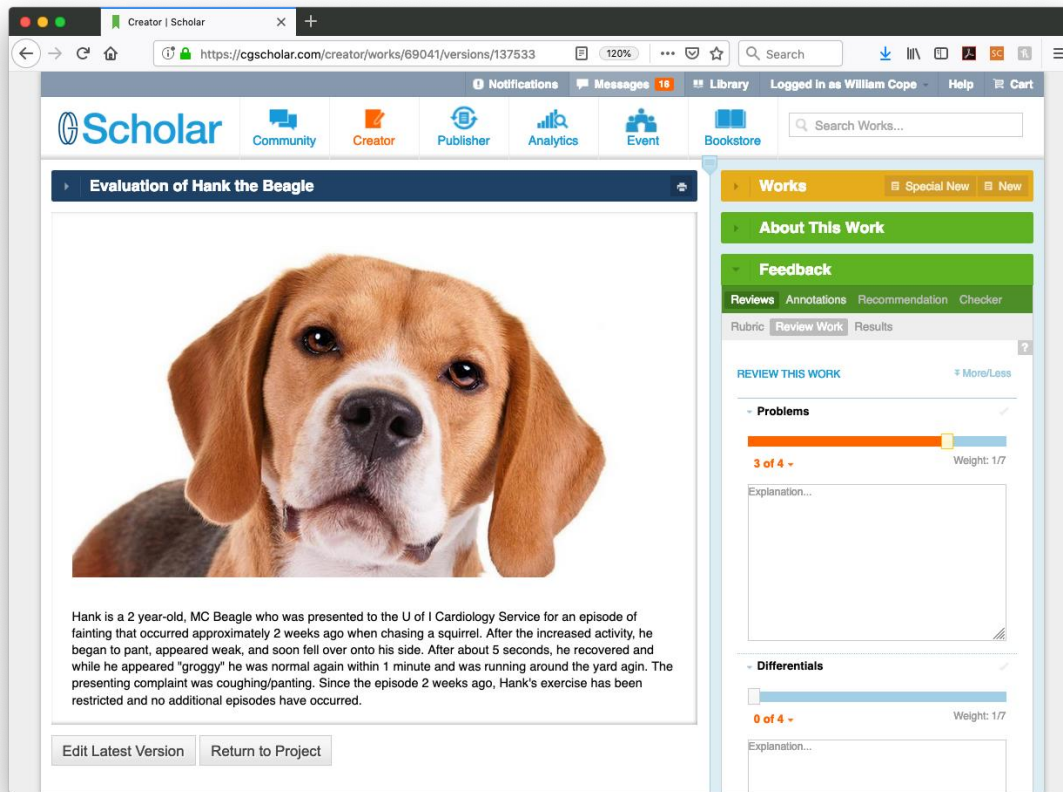 Creator | Scholar
https://cgscholar.com/creator/works/69041/versions/137533
120%
Search
SC
Notifications
Messages 16
Library
Logged in as William Cope
Help
Cart
Scholar
Community
Creator
Publisher
Analytics
Event
Bookstore
Search Works...
Evaluation of Hank the Beagle
Hank is a 2 year-old, MC Beagle who was presented to the U of I Cardiology Service for an episode of
fainting that occurred approximately 2 weeks ago when chasing a squirrel. After the increased activity, he
began to pant, appeared weak, and soon fell over onto his side. After about 5 seconds, he recovered and
while he appeared "groggy" he was normal again within 1 minute and was running around the yard agin. The
presenting complaint was coughing/panting. Since the episode 2 weeks ago, Hank's exercise has been
restricted and no additional episodes have occurred.
Edit Latest Version
Return to Project
Works
Special New
New
About This Work
Feedback
Reviews Annotations Recommendation Checker
Rubric Review Work Results
?
REVIEW THIS WORK
More/Less
Problems
3 of 4
Weight: 1/7
Explanation...
Differentials
0 of 4
Weight: 1/7
Explanation...